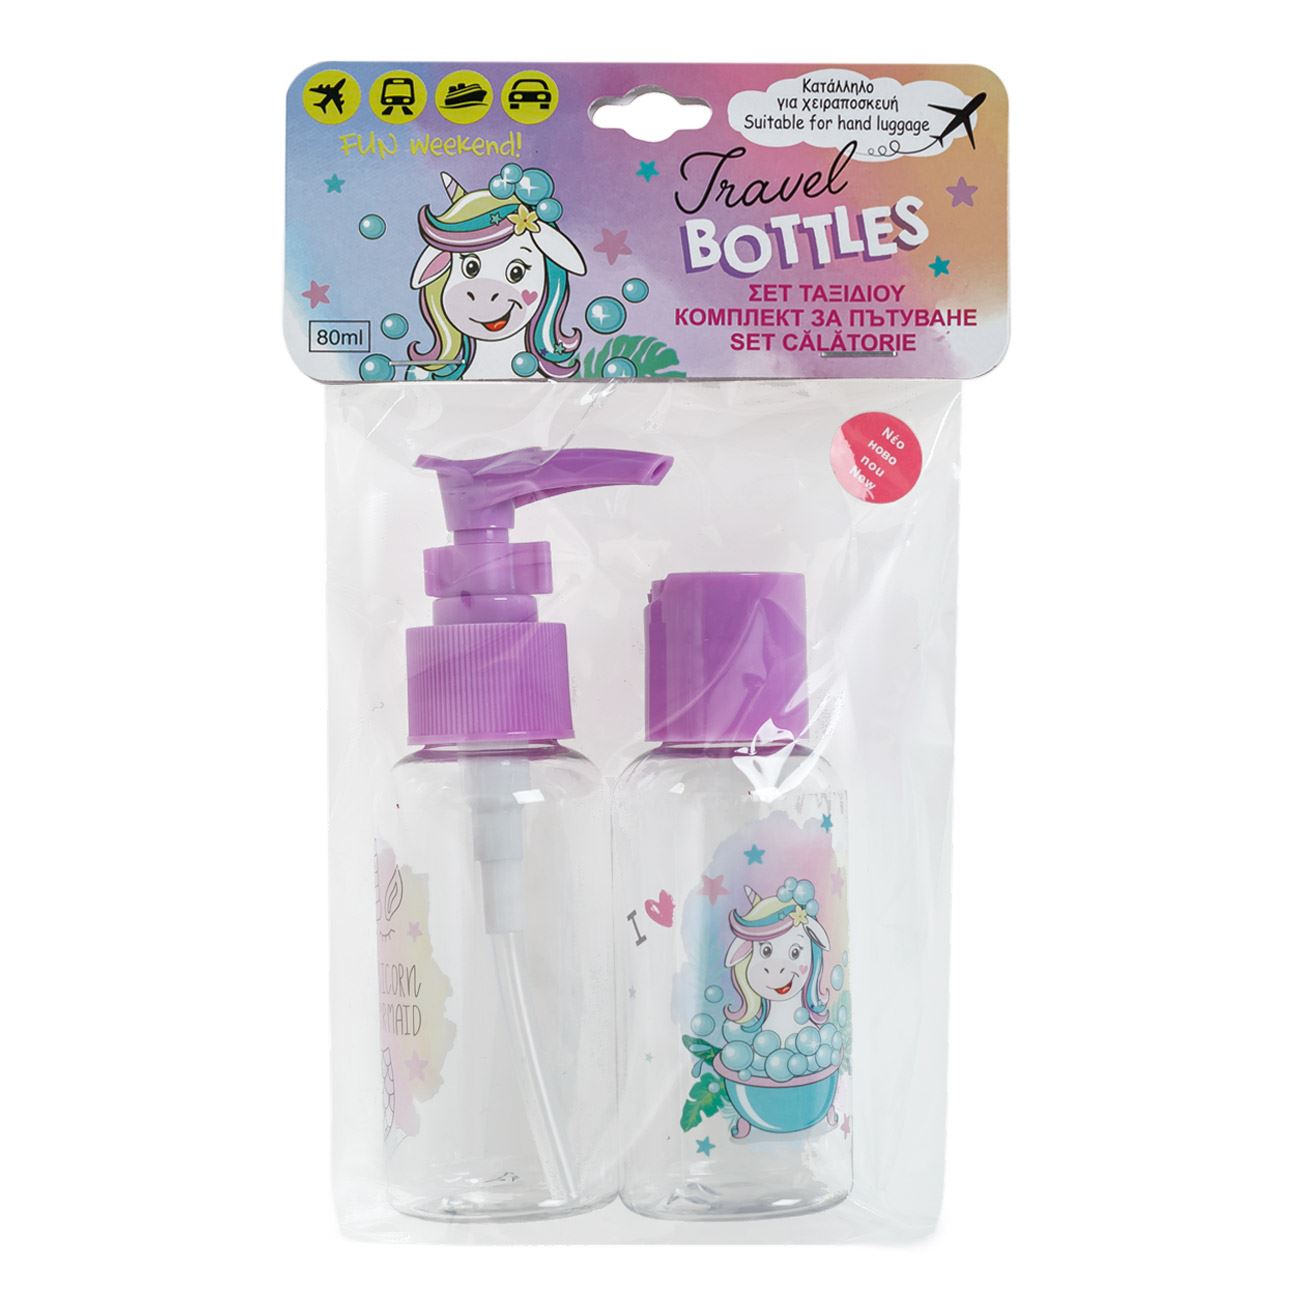 FUN weekend!
Κατάλληλο
για χειραποσκευή
Suitable for hand luggage
Travel
BOTTLES
ΣΕΤ ΤΑΞΙΔΙΟΥ
КОМПЛЕКТ ЗА ПЪТУВАНЕ
SET CĂLĂTORIE
80ml
Νέο
ново
nou
New
I